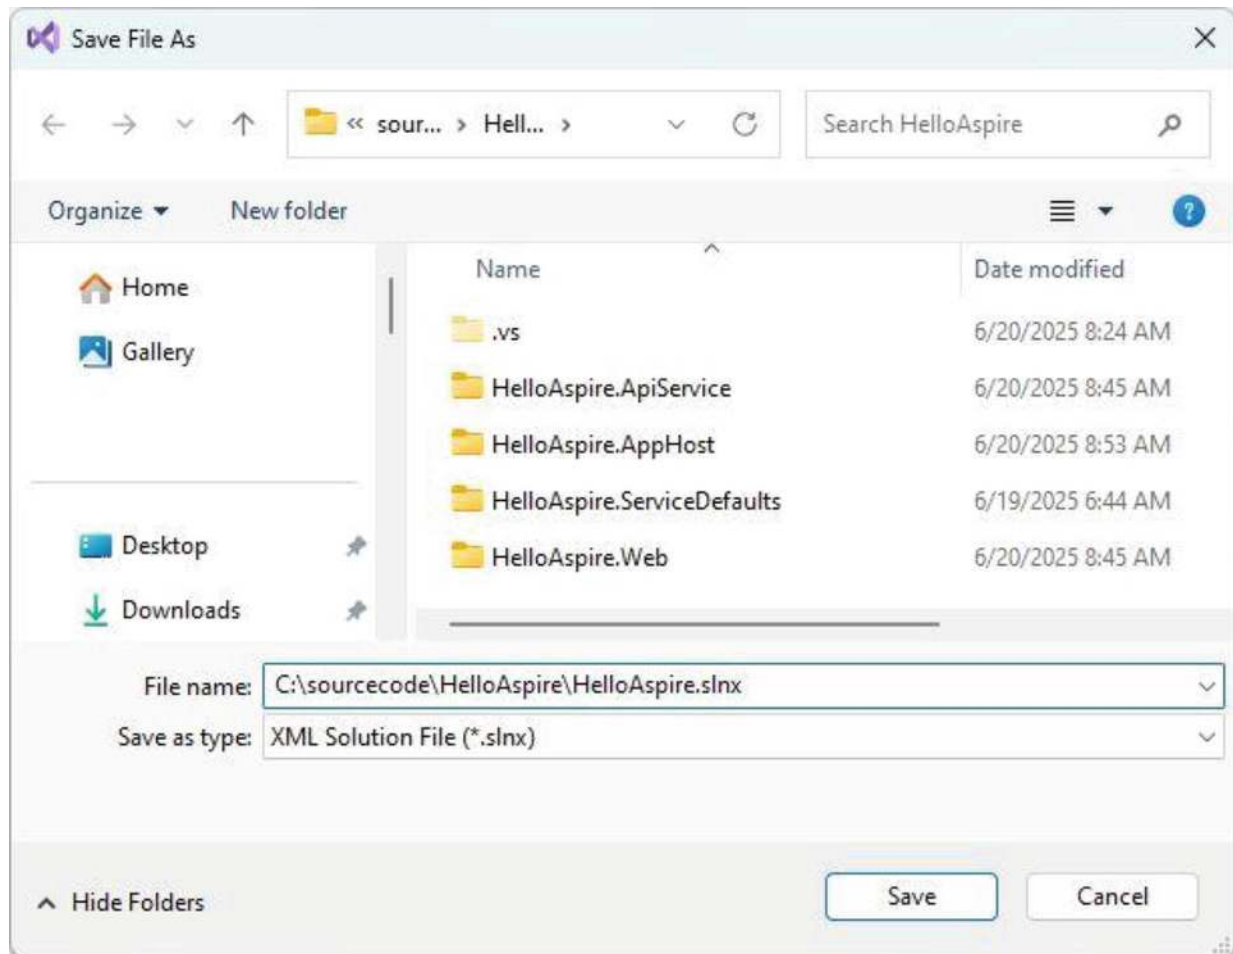 Save File As
« sour... › Hell... ›
Search HelloAspire
Organize
New folder
Name
Date modified
Home
Gallery
Desktop
Downloads
.vs 6/20/2025 8:24 AM
HelloAspire.ApiService 6/20/2025 8:45 AM
HelloAspire.AppHost 6/20/2025 8:53 AM
HelloAspire.ServiceDefaults 6/19/2025 6:44 AM
HelloAspire.Web 6/20/2025 8:45 AM
File name: C:\sourcecode\HelloAspire\HelloAspire.slnx
Save as type: XML Solution File (*.slnx)
Hide Folders
Save
Cancel